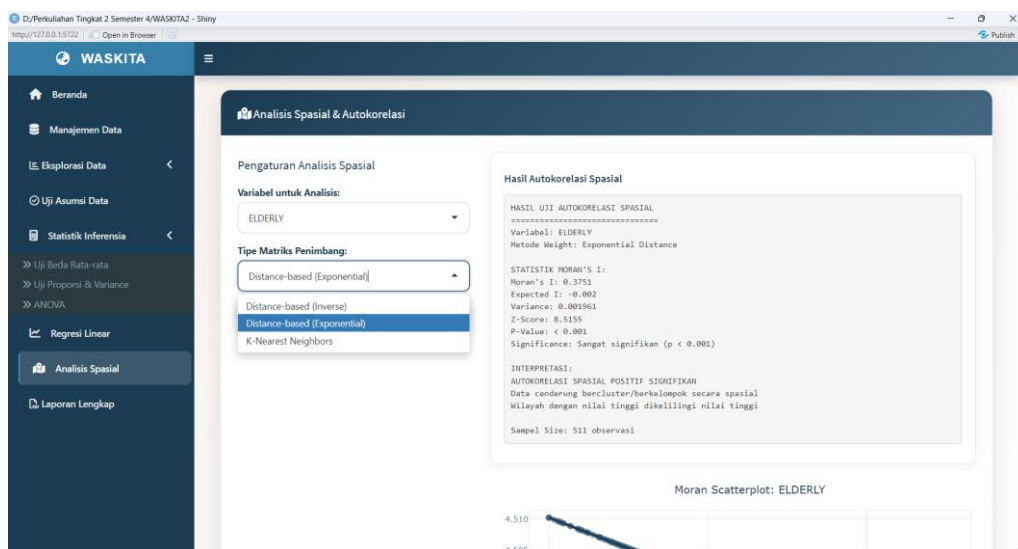 D:/Perkuliahan Tingkat 2 Semester 4/WASKITA2 - Shiny
http://127.0.0.1:5722 Open in Browser
Publish
WASKITA
Beranda
Manajemen Data
Eksplorasi Data
Uji Asumsi Data
Statistik Inferensia
Uji Beda Rata-rata
Uji Proporsi & Variance
ANOVA
Regresi Linear
Analisis Spasial
Laporan Lengkap
Analisis Spasial & Autokorelasi
Pengaturan Analisis Spasial
Variabel untuk Analisis:
ELDERLY
Tipe Matriks Penimbang:
Distance-based (Exponential)
Distance-based (Inverse)
Distance-based (Exponential)
K-Nearest Neighbors
Hasil Autokorelasi Spasial
HASIL UJI AUTOKORELASI SPASIAL
===============================
Variabel: ELDERLY
Metode Weight: Exponential Distance
STATISTIK MORAN'S I:
Moran's I: 0.3751
Expected I: -0.002
Variance: 0.001961
Z-Score: 8.5155
P-Value: < 0.001
Significance: Sangat signifikan (p < 0.001)
INTERPRETASI:
AUTOKORELASI SPASIAL POSITIF SIGNIFIKAN
Data cenderung bercluster/berkelompok secara spasial
Wilayah dengan nilai tinggi dikelilingi nilai tinggi
Sampel Size: 511 observasi
Moran Scatterplot: ELDERLY
4.510